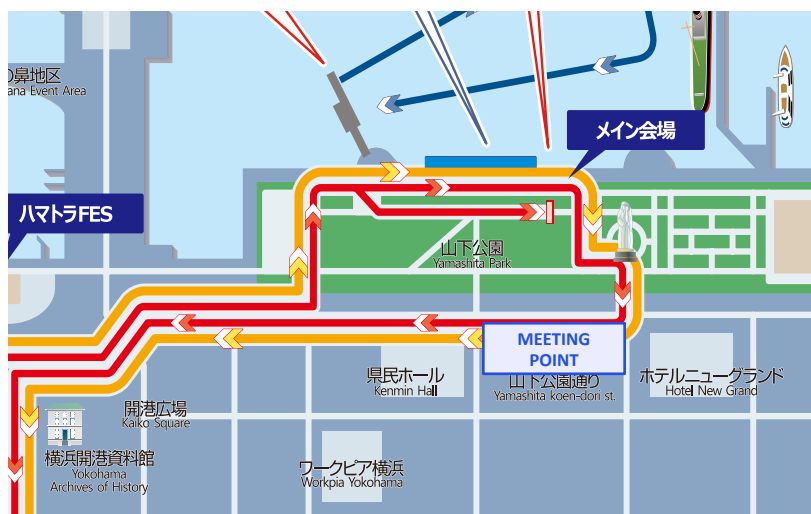 の鼻地区
ana Event Area
メイン会場
ハマトラFES
山下公園
Yamashita Park
MEETING
POINT
県民ホール
Kenmin Hall
山下公園通り
Yamashita koen-dori st.
ホテルニューグランド
Hotel New Grand
開港広場
Kaiko Square
横浜開港資料館
Yokohama
Archives of History
ワークピア横浜
Workpia Yokohama